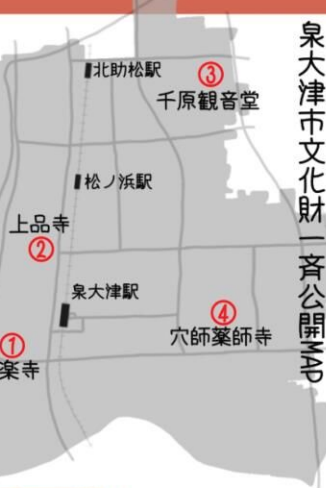 泉大津市文化財一斉公開MAP
北助松駅
③
千原観音堂
松ノ浜駅
上品寺
②
泉大津駅
④
穴師薬師寺
①
楽寺